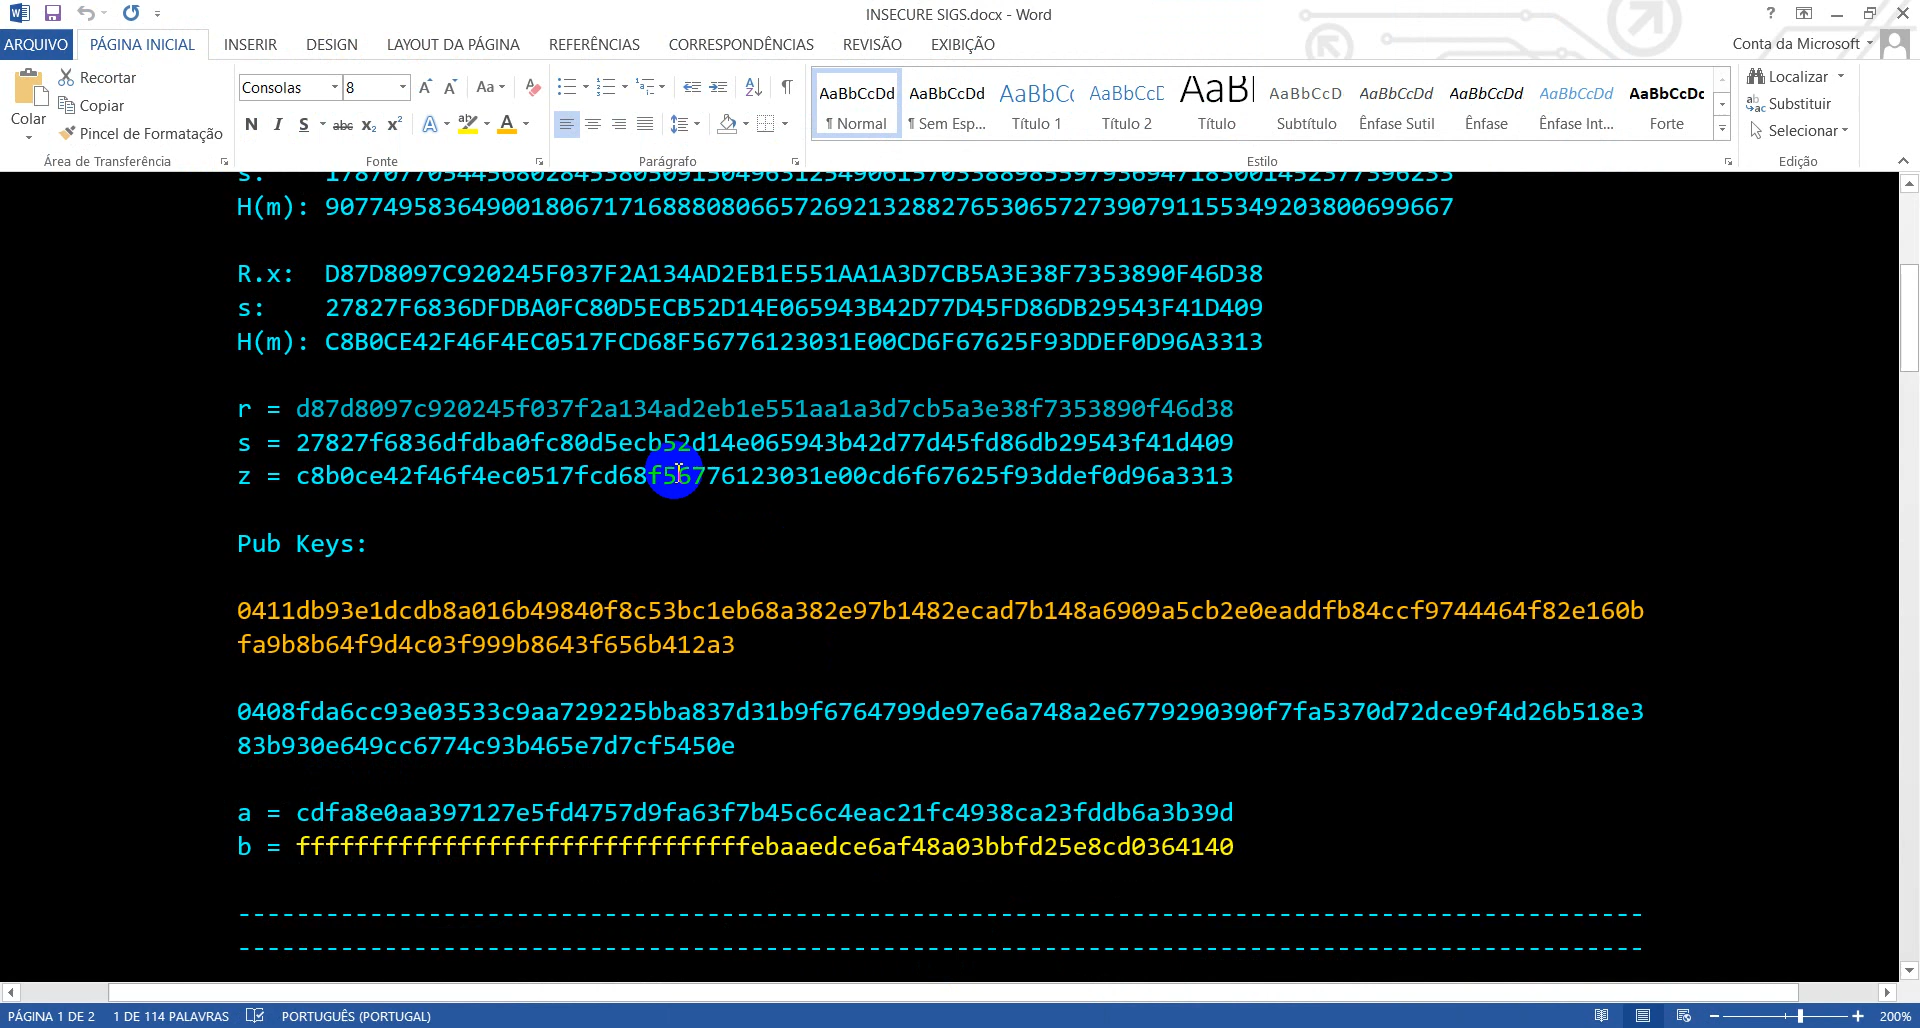 INSECURE SIGS.docx - Word
ARQUIVO PÁGINA INICIAL INSERIR DESIGN LAYOUT DA PÁGINA REFERÊNCIAS CORRESPONDÊNCIAS REVISÃO EXIBIÇÃO Conta da Microsoft
Colar
Recortar
Copiar
Pincel de Formatação
Área de Transferência
Consolas 8
Fonte
Parágrafo
AaBbCcDd AaBbCcDd AaBbC AaBbCcD AaB AaBbCcD AaBbCcDd AaBbCcDd AaBbCcDd AaBbCcD
¶ Normal ¶ Sem Esp... Título 1 Título 2 Título Subtítulo Ênfase Sutil Ênfase Ênfase Int... Forte
Estilo
Localizar
Substituir
Selecionar
Edição
H(m): 90774958364900180671716888080665726921328827653065727390791155349203800699667
R.x: D87D8097C920245F037F2A134AD2EB1E551AA1A3D7CB5A3E38F7353890F46D38
s: 27827F6836DFDBA0FC80D5ECB52D14E065943B42D77D45FD86DB29543F41D409
H(m): C8B0CE42F46F4EC0517FCD68F56776123031E00CD6F67625F93DDEF0D96A3313
r = d87d8097c920245f037f2a134ad2eb1e551aa1a3d7cb5a3e38f7353890f46d38
s = 27827f6836dfdba0fc80d5ecb52d14e065943b42d77d45fd86db29543f41d409
z = c8b0ce42f46f4ec0517fcd68f56776123031e00cd6f67625f93ddef0d96a3313
Pub Keys:
0411db93e1dcdb8a016b49840f8c53bc1eb68a382e97b1482ecad7b148a6909a5cb2e0eaddfb84ccf9744464f82e160b
fa9b8b64f9d4c03f999b8643f656b412a3
0408fda6cc93e03533c9aa729225bba837d31b9f6764799de97e6a748a2e6779290390f7fa5370d72dce9f4d26b518e3
83b930e649cc6774c93b465e7d7cf5450e
a = cdfa8e0aa397127e5fd4757d9fa63f7b45c6c4eac21fc4938ca23fddb6a3b39d
b = fffffffffffffffffffffffffffffffebaaedce6af48a03bbfd25e8cd0364140
------------------------------------------------------------------------------------------------
------------------------------------------------------------------------------------------------
PÁGINA 1 DE 2 1 DE 114 PALAVRAS PORTUGUÊS (PORTUGAL) 200%